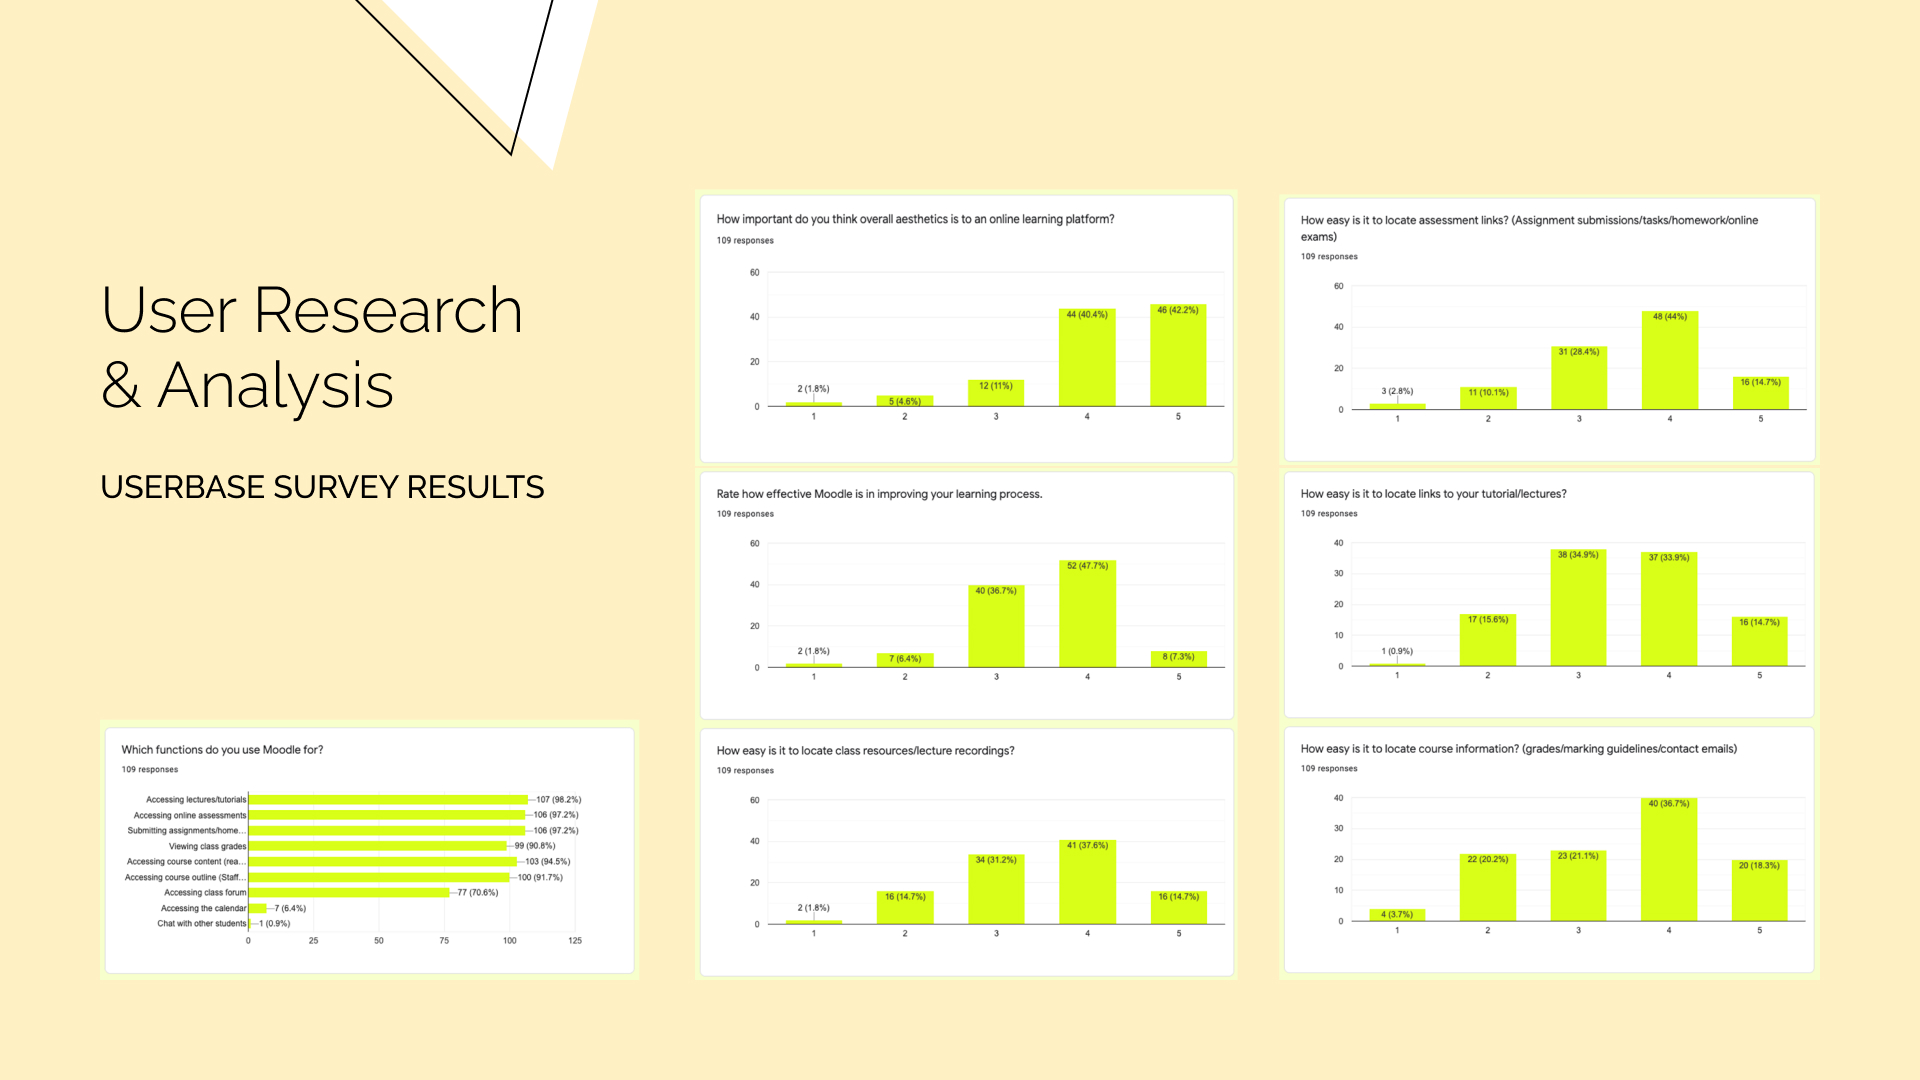 User Research
& Analysis
USERBASE SURVEY RESULTS
Which functions do you use Moodle for?
109 responses
Accessing lectures/tutorials 107 (98.2%)
Accessing online assessments 106 (97.2%)
Submitting assignments/home... 106 (97.2%)
Viewing class grades 99 (90.8%)
Accessing course content (rea... 103 (94.5%)
Accessing course outline (Staff... 100 (91.7%)
Accessing class forum 77 (70.6%)
Accessing the calendar 7 (6.4%)
Chat with other students 1 (0.9%)
0 25 50 75 100 125
How important do you think overall aesthetics is to an online learning platform?
109 responses
60
40
20
0
2 (1.8%) 5 (4.6%) 12 (11%) 44 (40.4%) 46 (42.2%)
1 2 3 4 5
Rate how effective Moodle is in improving your learning process.
109 responses
60
40
20
0
2 (1.8%) 7 (6.4%) 40 (36.7%) 52 (47.7%) 8 (7.3%)
1 2 3 4 5
How easy is it to locate class resources/lecture recordings?
109 responses
60
40
20
0
2 (1.8%) 16 (14.7%) 34 (31.2%) 41 (37.6%) 16 (14.7%)
1 2 3 4 5
How easy is it to locate assessment links? (Assignment submissions/tasks/homework/online
exams)
109 responses
60
40
20
0
3 (2.8%) 11 (10.1%) 31 (28.4%) 48 (44%) 16 (14.7%)
1 2 3 4 5
How easy is it to locate links to your tutorial/lectures?
109 responses
40
30
20
10
0
1 (0.9%) 17 (15.6%) 38 (34.9%) 37 (33.9%) 16 (14.7%)
1 2 3 4 5
How easy is it to locate course information? (grades/marking guidelines/contact emails)
109 responses
40
30
20
10
0
4 (3.7%) 22 (20.2%) 23 (21.1%) 40 (36.7%) 20 (18.3%)
1 2 3 4 5